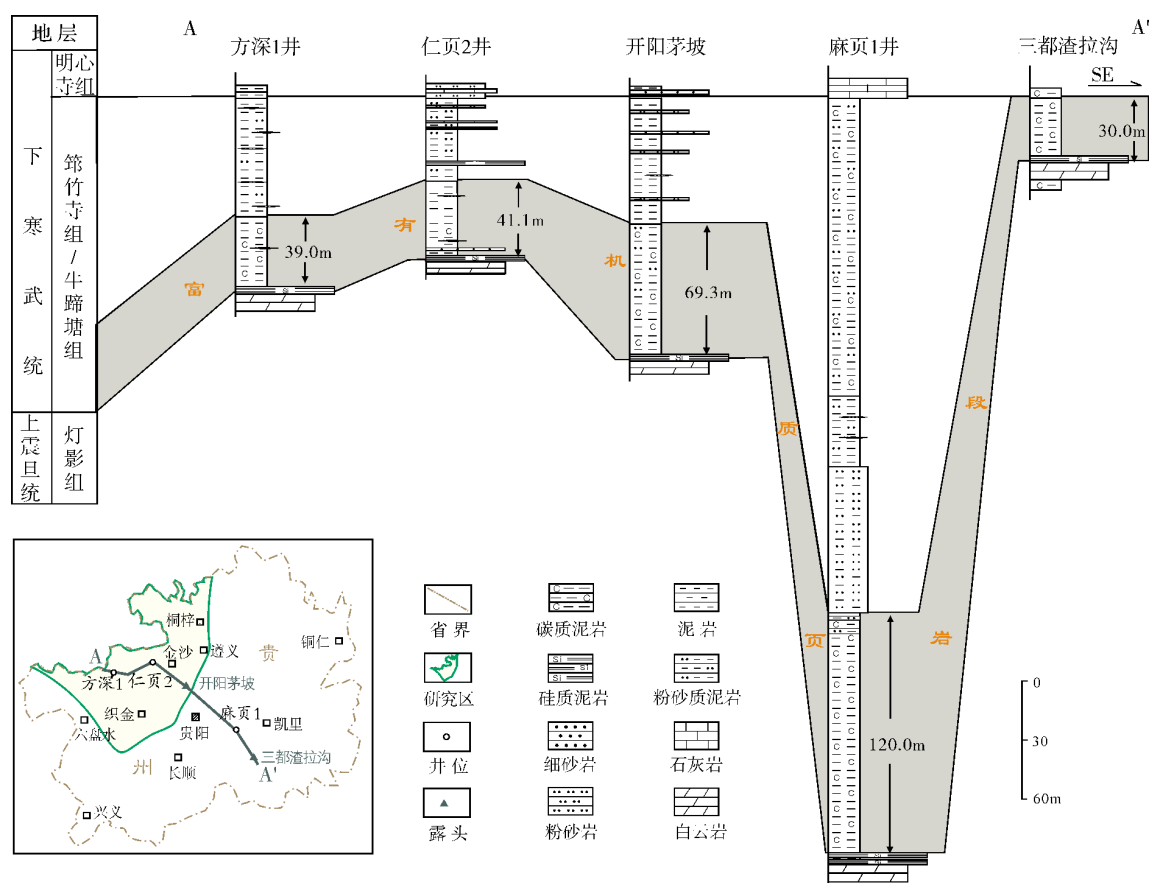 地层
A
方深1井
仁页2井
开阳茅坡
麻页1井
三都渣拉沟
A'
SE
明心寺组
下寒武统
筇竹寺组/牛蹄塘组
上震旦统
灯影组
39.0m
41.1m
69.3m
120.0m
30.0m
富有机质页岩段
桐梓
铜仁
贵
A
金沙
遵义
方深1
仁页2
开阳茅坡
织金
贵阳
麻页1
凯里
六盘水
三都渣拉沟
州
长顺
A'
兴义
省界
碳质泥岩
泥岩
研究区
硅质泥岩
粉砂质泥岩
井位
细砂岩
石灰岩
露头
粉砂岩
白云岩
0
30
60m